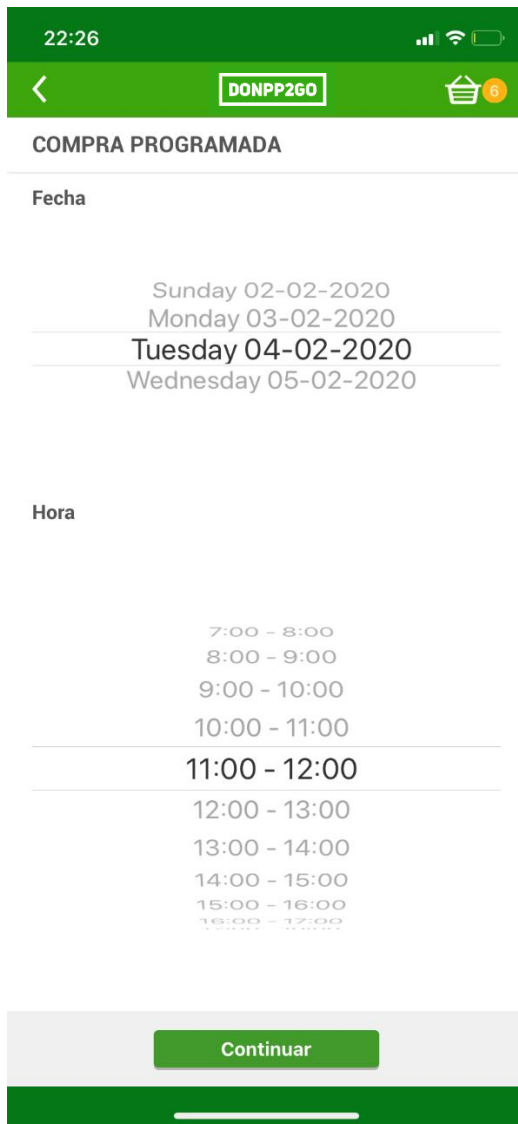 22:26
DONPP2GO
6
COMPRA PROGRAMADA
Fecha
Sunday 02-02-2020
Monday 03-02-2020
Tuesday 04-02-2020
Wednesday 05-02-2020
Hora
7:00 - 8:00
8:00 - 9:00
9:00 - 10:00
10:00 - 11:00
11:00 - 12:00
12:00 - 13:00
13:00 - 14:00
14:00 - 15:00
15:00 - 16:00
16:00 - 17:00
Continuar